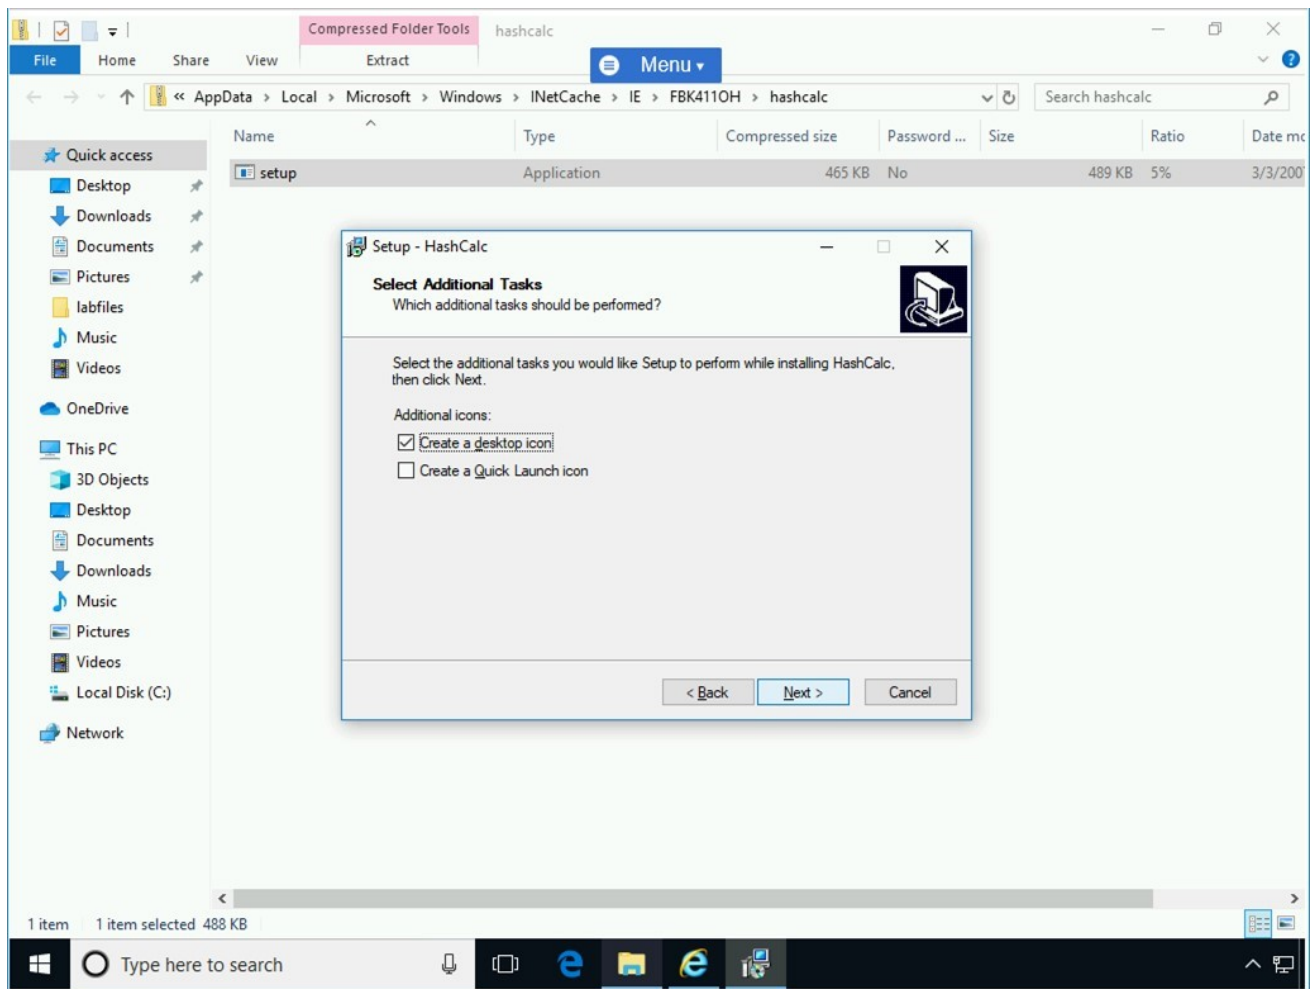 Compressed Folder Tools hashcalc
File Home Share View Extract
Menu
« AppData > Local > Microsoft > Windows > INetCache > IE > FBK411OH > hashcalc Search hashcalc
Name Type Compressed size Password ... Size Ratio Date mo
setup Application 465 KB No 489 KB 5% 3/3/200
Quick access
Desktop
Downloads
Documents
Pictures
labfiles
Music
Videos
OneDrive
This PC
3D Objects
Desktop
Documents
Downloads
Music
Pictures
Videos
Local Disk (C:)
Network
Setup - HashCalc
Select Additional Tasks
Which additional tasks should be performed?
Select the additional tasks you would like Setup to perform while installing HashCalc,
then click Next.
Additional icons:
Create a desktop icon
Create a Quick Launch icon
< Back Next > Cancel
1 item 1 item selected 488 KB
Type here to search